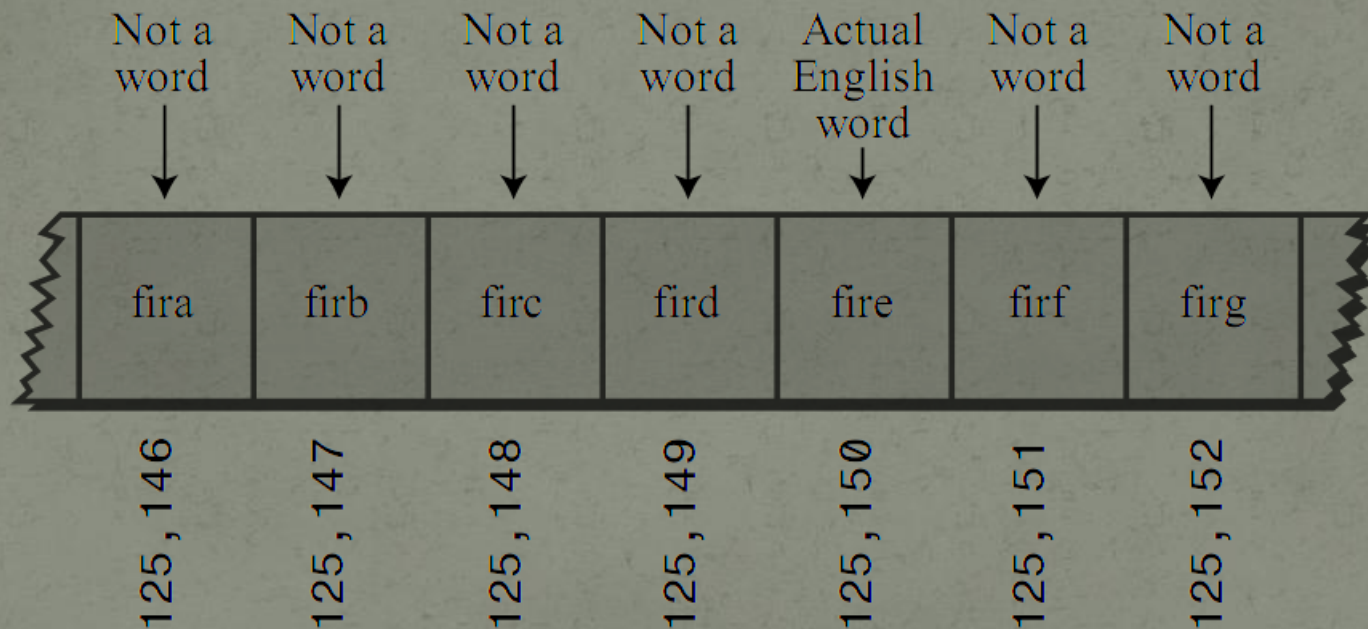 Not a word
Not a word
Not a word
Not a word
Actual English word
Not a word
Not a word
fira
firb
firc
fird
fire
firf
firg
125,146
125,147
125,148
125,149
125,150
125,151
125,152